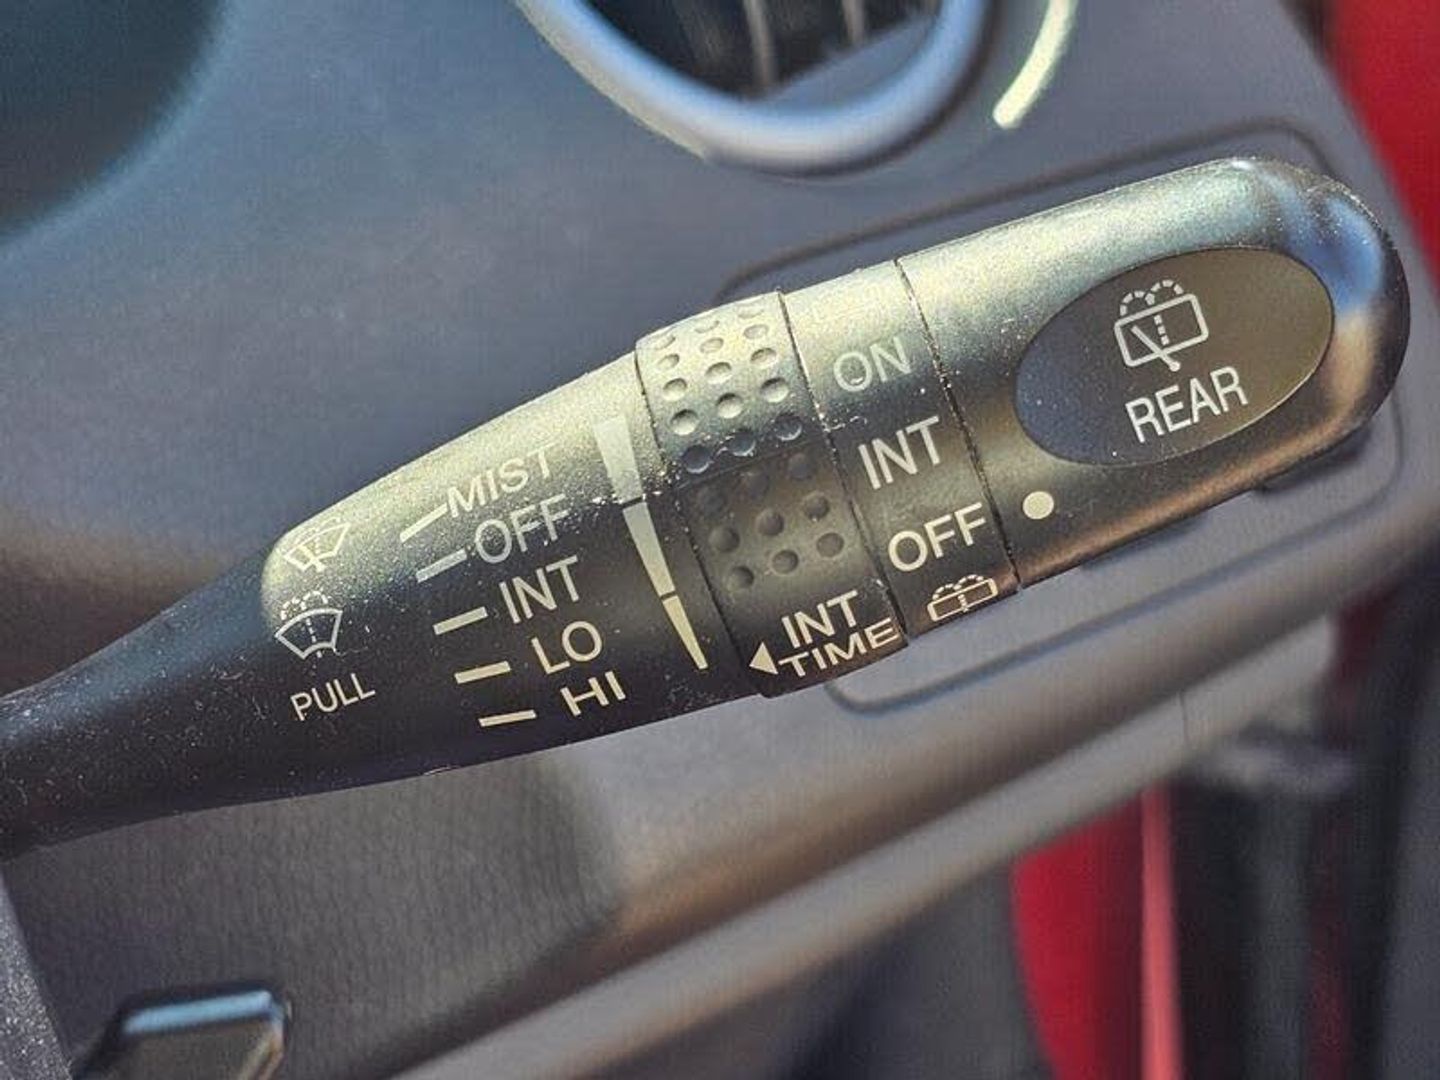 MIST
OFF
INT
LO
HI
PULL
INT
TIME
ON
INT
OFF
REAR